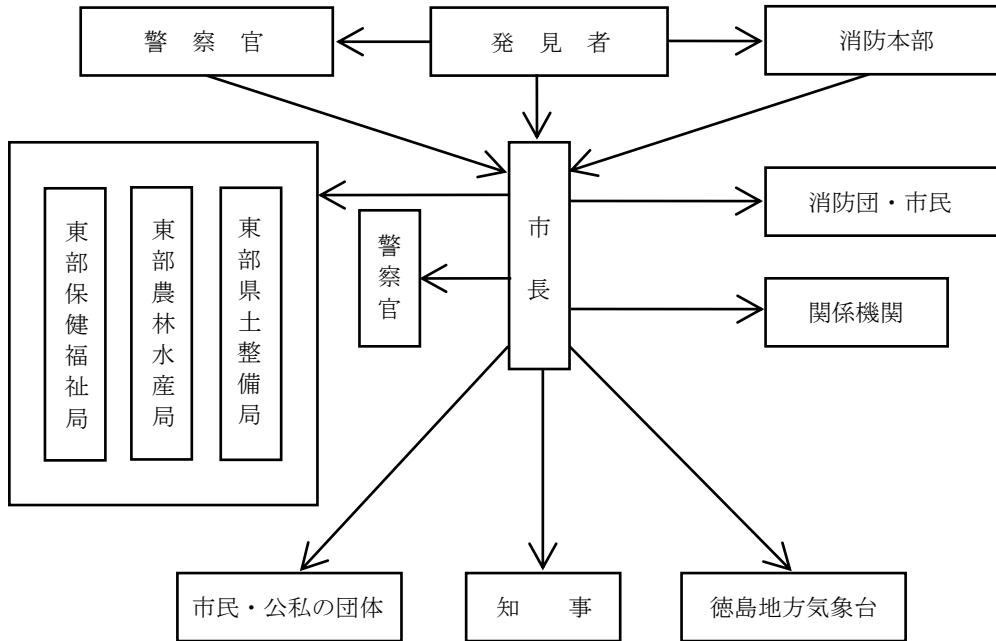 警察官
発見者
消防本部
市長
消防団・市民
関係機関
警察官
東部県土整備局
東部農林水産局
東部保健福祉局
市民・公私の団体
知事
徳島地方気象台